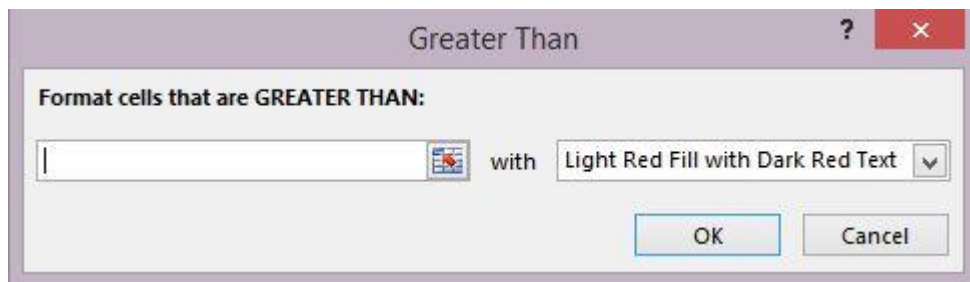 Greater Than
?
Format cells that are GREATER THAN:
with Light Red Fill with Dark Red Text
OK Cancel